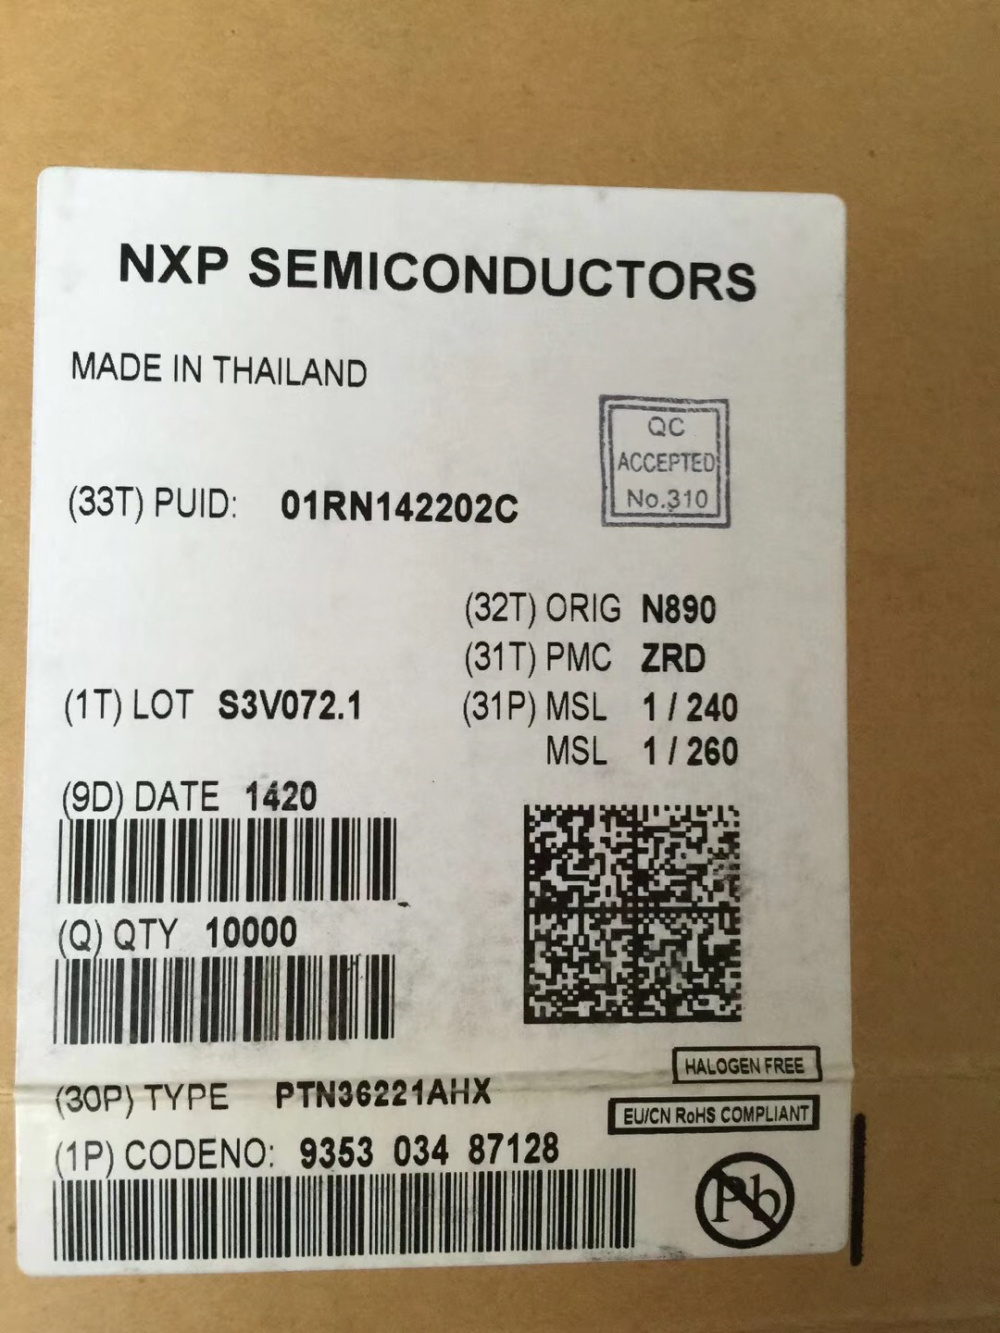 NXP SEMICONDUCTORS
MADE IN THAILAND
QC
ACCEPTED
No.310
(33T) PUID: 01RN142202C
(32T) ORIG N890
(31T) PMC ZRD
(1T) LOT S3V072.1
(31P) MSL 1 / 240
MSL 1 / 260
(9D) DATE 1420
(Q) QTY 10000
HALOGEN FREE
(30P) TYPE PTN36221AHX
EU/CN RoHS COMPLIANT
(1P) CODENO: 9353 034 87128
Pb